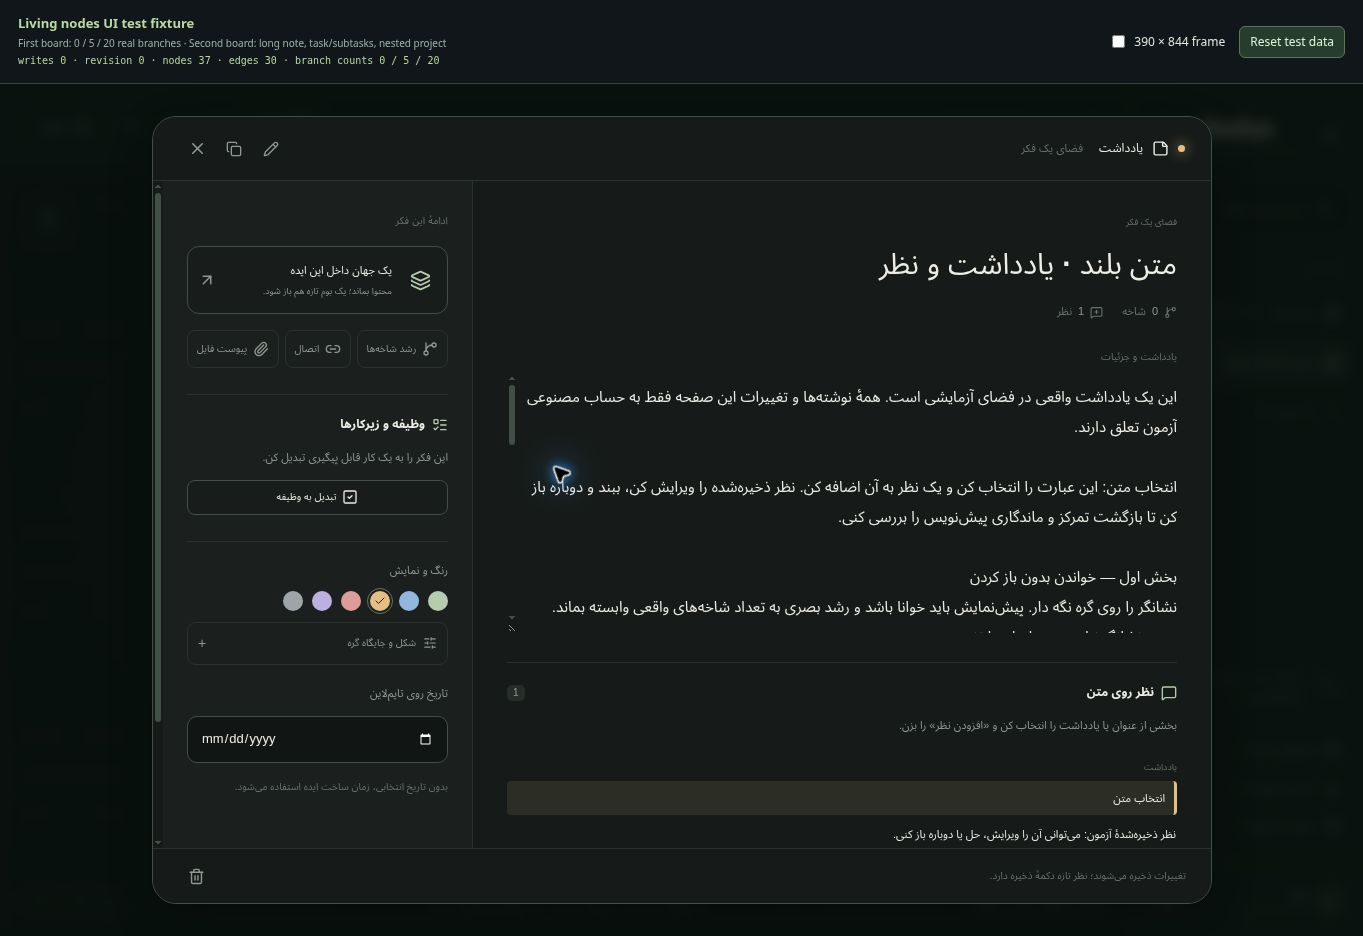 Living nodes UI test fixture
First board: 0 / 5 / 20 real branches · Second board: long note, task/subtasks, nested project
writes 0 · revision 0 · nodes 37 · edges 30 · branch counts 0 / 5 / 20
390 × 844 frame
Reset test data
یادداشت
فضای یک فکر
فضای یک فکر
متن بلند · یادداشت و نظر
0 شاخه
1 نظر
یادداشت و جزئیات
این یک یادداشت واقعی در فضای آزمایشی است. همهٔ نوشته‌ها و تغییرات این صفحه فقط به حساب مصنوعی
آزمون تعلق دارند.
انتخاب متن: این عبارت را انتخاب کن و یک نظر به آن اضافه کن. نظر ذخیره‌شده را ویرایش کن، ببند و دوباره باز
کن تا بازگشت تمرکز و ماندگاری پیش‌نویس را بررسی کنی.
بخش اول — خواندن بدون باز کردن
نشانگر را روی گره نگه دار. پیش‌نمایش باید خوانا باشد و رشد بصری به تعداد شاخه‌های واقعی وابسته بماند.
نظر روی متن
1
بخشی از عنوان یا یادداشت را انتخاب کن و «افزودن نظر» را بزن.
یادداشت
انتخاب متن
نظر ذخیره‌شدهٔ آزمون: می‌توانی آن را ویرایش، حل یا دوباره باز کنی.
ادامهٔ این فکر
یک جهان داخل این ایده
محتوا بماند؛ یک بوم تازه هم باز شود.
رشد شاخه‌ها
اتصال
پیوست فایل
وظیفه و زیرکارها
این فکر را به یک کار قابل پیگیری تبدیل کن.
تبدیل به وظیفه
رنگ و نمایش
شکل و جایگاه گره
+
تاریخ روی تایم‌لاین
mm/dd/yyyy
بدون تاریخ انتخابی، زمان ساخت ایده استفاده می‌شود.
تغییرات ذخیره می‌شوند؛ نظر تازه دکمهٔ ذخیره دارد.